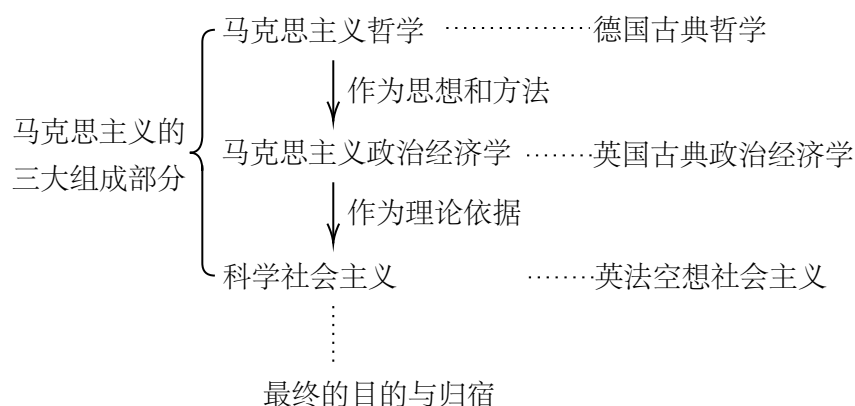 马克思主义哲学 德国古典哲学
作为思想和方法
马克思主义的
三大组成部分
马克思主义政治经济学 英国古典政治经济学
作为理论依据
科学社会主义 英法空想社会主义
最终的目的与归宿